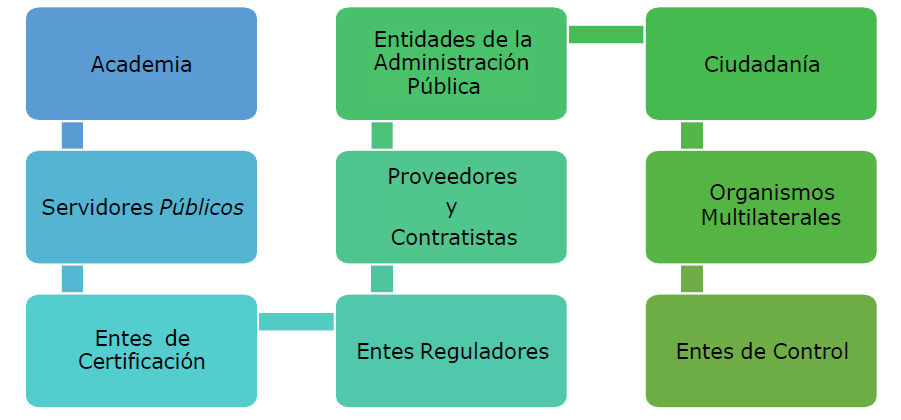 Academia
Servidores Públicos
Entes de
Certificación
Entes Reguladores
Proveedores
y
Contratistas
Entidades de la
Administración
Pública
Ciudadanía
Organismos
Multilaterales
Entes de Control